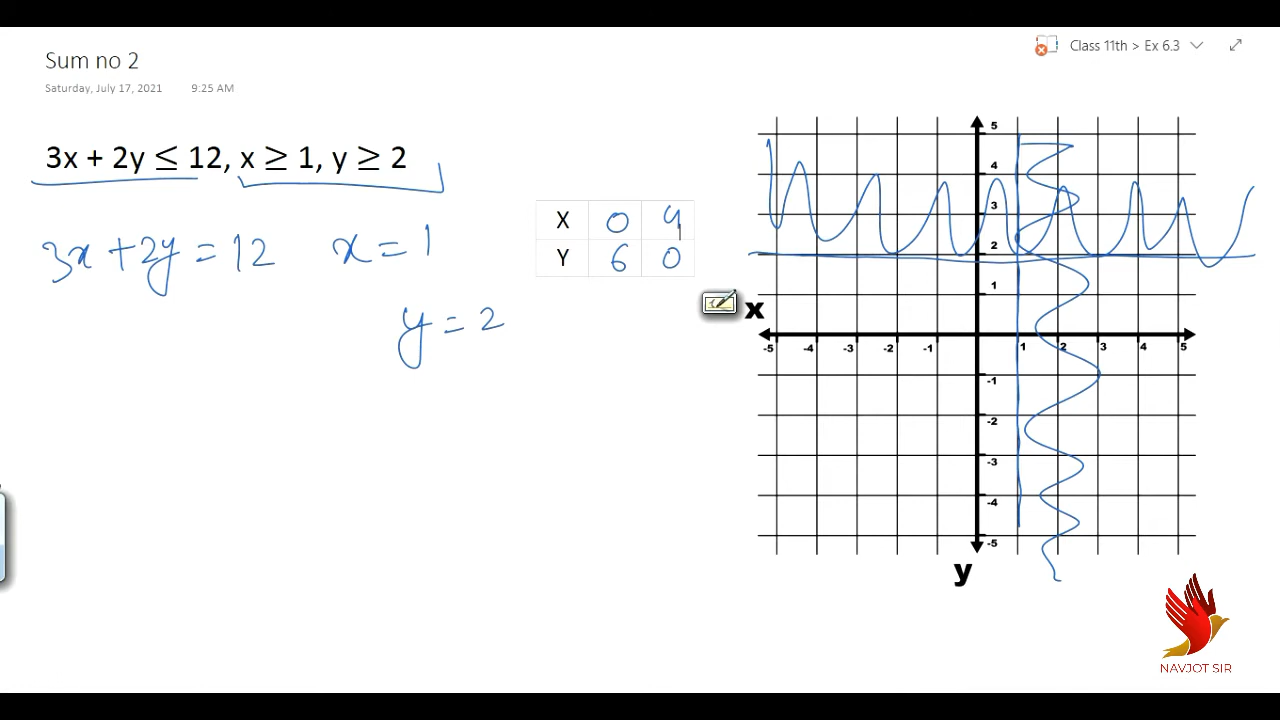 Sum no 2
Class 11th > Ex 6.3
Saturday, July 17, 2021 9:25 AM
3x + 2y ≤ 12, x ≥ 1, y ≥ 2
3x + 2y = 12 x = 1
y = 2
X 0 4
Y 6 0
5
4
3
2
1
x
-5 -4 -3 -2 -1 1 2 3 4 5
-1
-2
-3
-4
-5
y
NAVJOT SIR